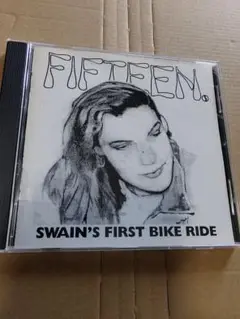 FIFTEEN.
SWAIN'S FIRST BIKE RIDE